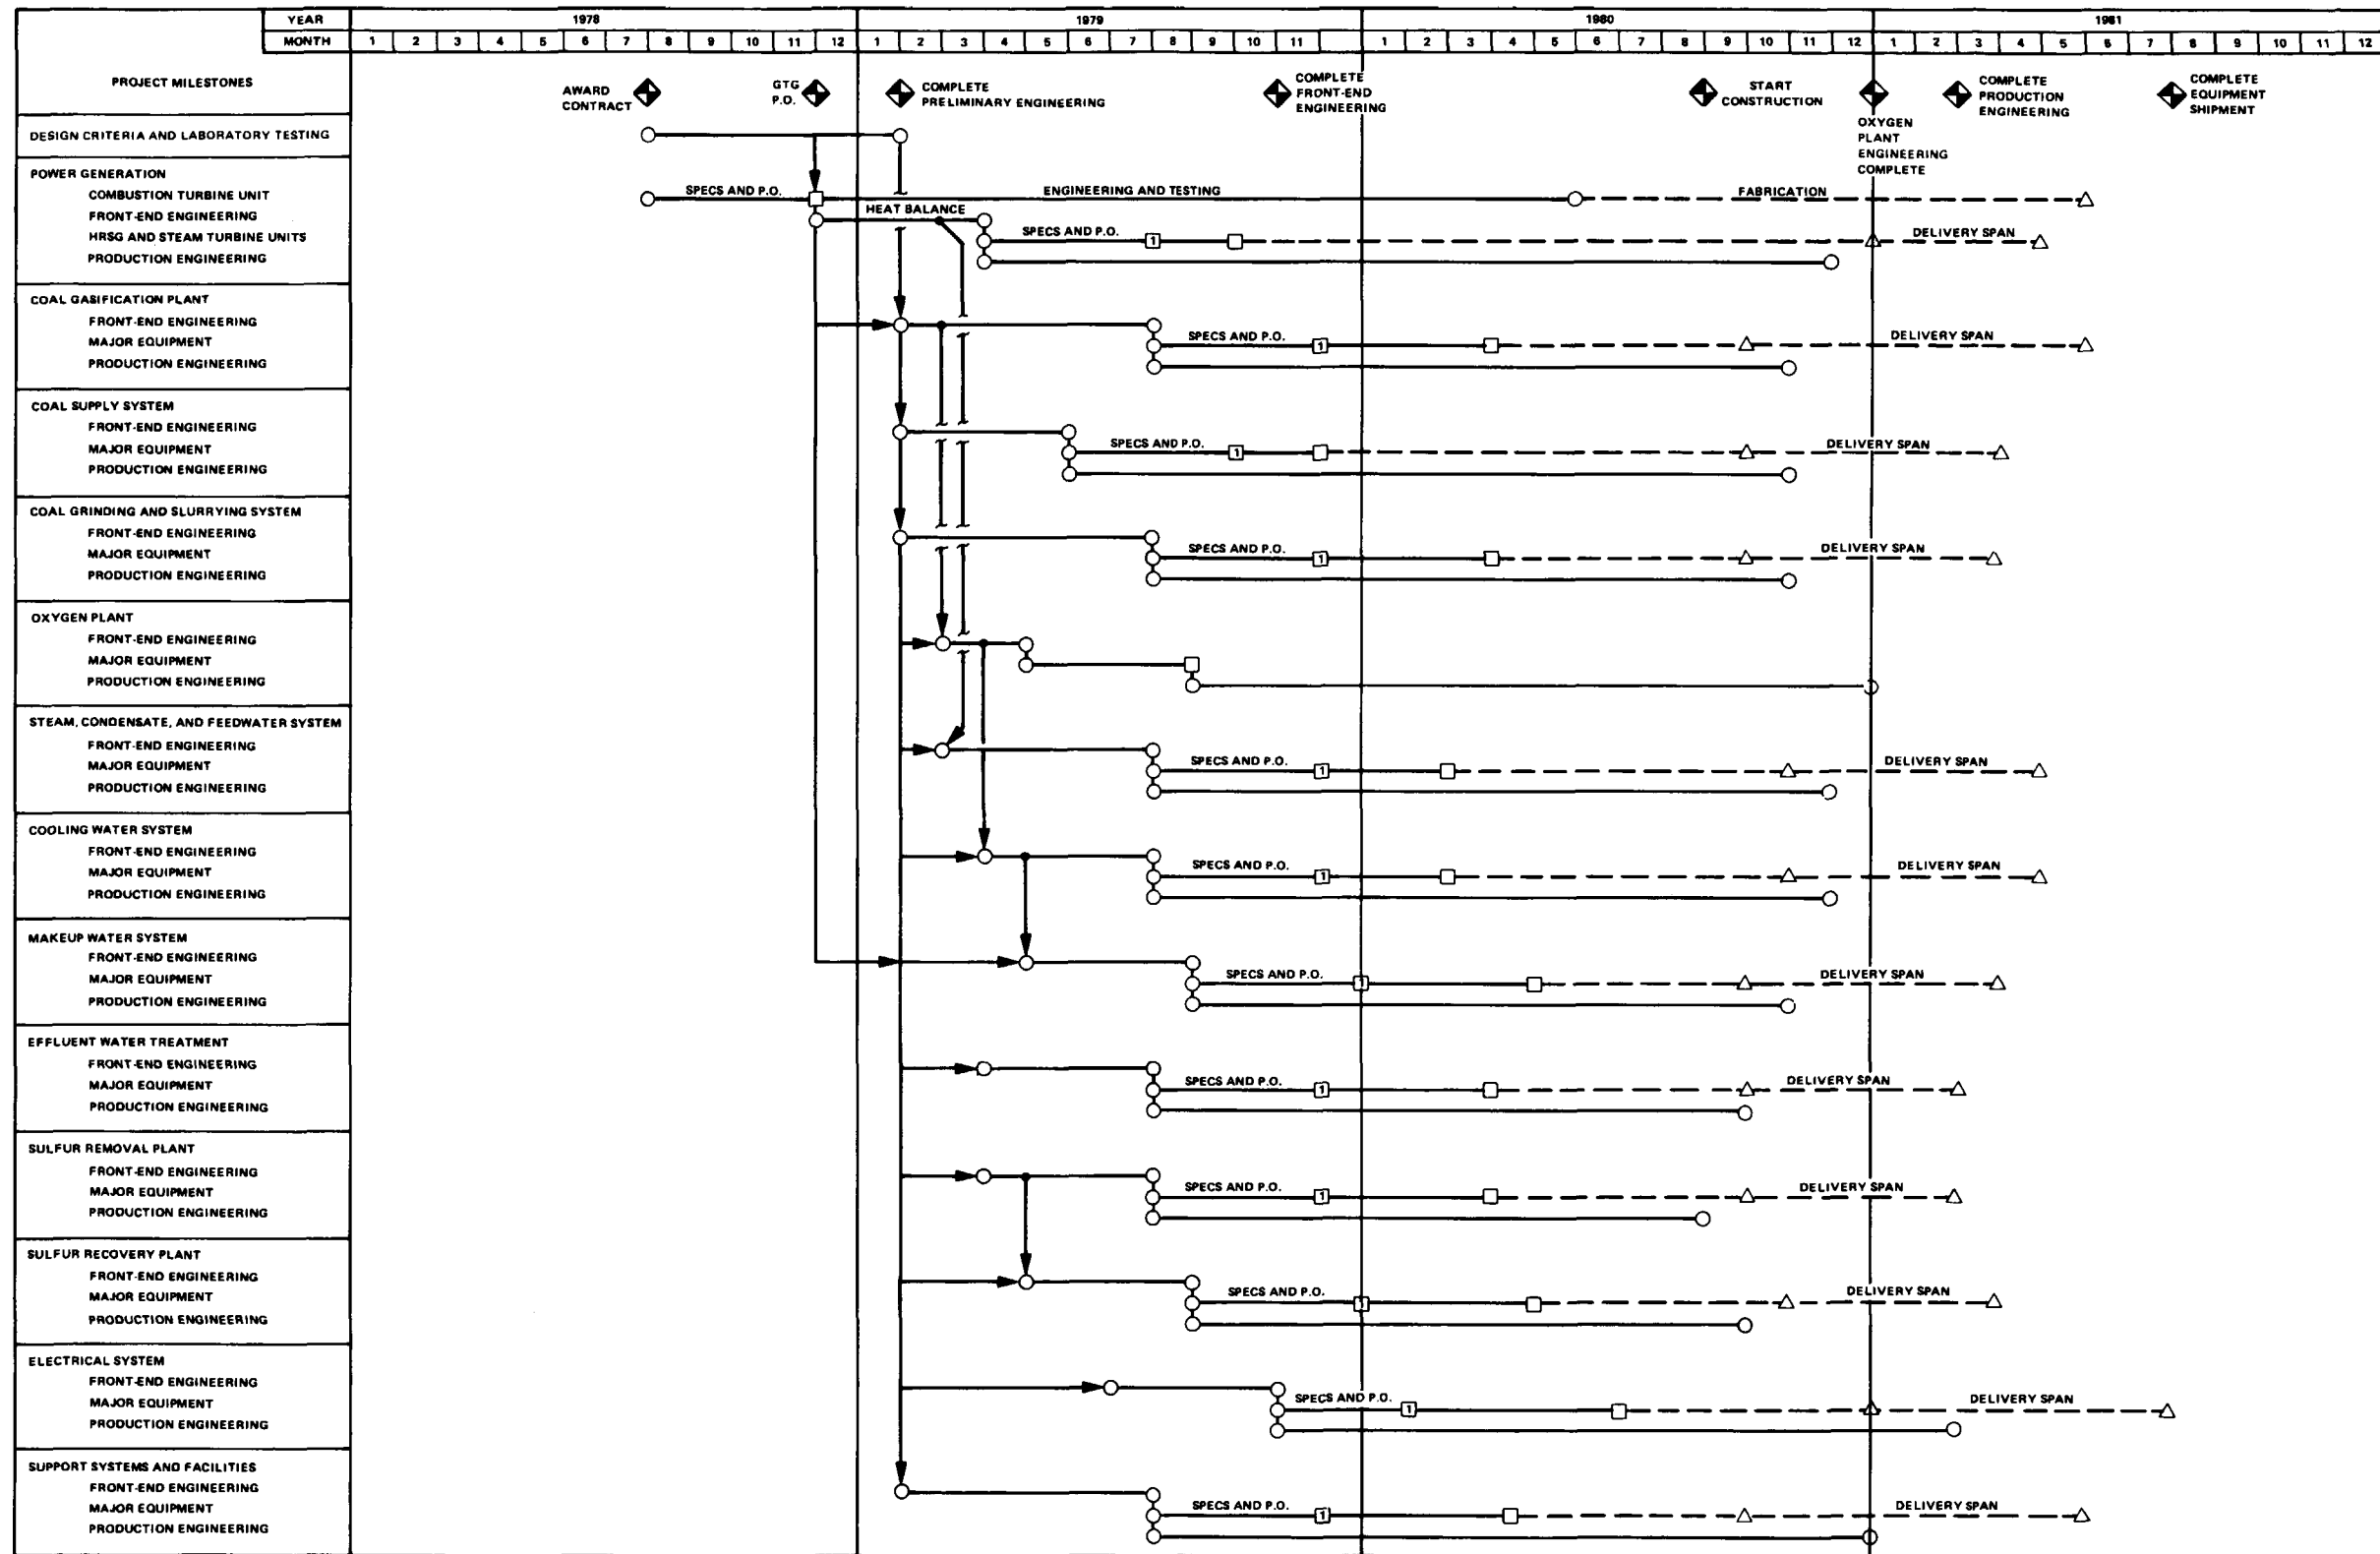 YEAR 1978 1979 1980 1981
MONTH 1 2 3 4 5 6 7 8 9 10 11 12 1 2 3 4 5 6 7 8 9 10 11 1 2 3 4 5 6 7 8 9 10 11 12 1 2 3 4 5 6 7 8 9 10 11 12
PROJECT MILESTONES
AWARD
CONTRACT
GTG
P.O.
COMPLETE
PRELIMINARY ENGINEERING
COMPLETE
FRONT-END
ENGINEERING
START
CONSTRUCTION
OXYGEN
PLANT
ENGINEERING
COMPLETE
COMPLETE
PRODUCTION
ENGINEERING
COMPLETE
EQUIPMENT
SHIPMENT
DESIGN CRITERIA AND LABORATORY TESTING
POWER GENERATION
COMBUSTION TURBINE UNIT SPECS AND P.O. ENGINEERING AND TESTING FABRICATION
FRONT-END ENGINEERING HEAT BALANCE
HRSG AND STEAM TURBINE UNITS SPECS AND P.O. 1 DELIVERY SPAN
PRODUCTION ENGINEERING
COAL GASIFICATION PLANT
FRONT-END ENGINEERING
MAJOR EQUIPMENT SPECS AND P.O. 1 DELIVERY SPAN
PRODUCTION ENGINEERING
COAL SUPPLY SYSTEM
FRONT-END ENGINEERING
MAJOR EQUIPMENT SPECS AND P.O. 1 DELIVERY SPAN
PRODUCTION ENGINEERING
COAL GRINDING AND SLURRYING SYSTEM
FRONT-END ENGINEERING
MAJOR EQUIPMENT SPECS AND P.O. 1 DELIVERY SPAN
PRODUCTION ENGINEERING
OXYGEN PLANT
FRONT-END ENGINEERING
MAJOR EQUIPMENT
PRODUCTION ENGINEERING
STEAM, CONDENSATE, AND FEEDWATER SYSTEM
FRONT-END ENGINEERING
MAJOR EQUIPMENT SPECS AND P.O. 1 DELIVERY SPAN
PRODUCTION ENGINEERING
COOLING WATER SYSTEM
FRONT-END ENGINEERING
MAJOR EQUIPMENT SPECS AND P.O. 1 DELIVERY SPAN
PRODUCTION ENGINEERING
MAKEUP WATER SYSTEM
FRONT-END ENGINEERING
MAJOR EQUIPMENT SPECS AND P.O. 1 DELIVERY SPAN
PRODUCTION ENGINEERING
EFFLUENT WATER TREATMENT
FRONT-END ENGINEERING
MAJOR EQUIPMENT SPECS AND P.O. 1 DELIVERY SPAN
PRODUCTION ENGINEERING
SULFUR REMOVAL PLANT
FRONT-END ENGINEERING
MAJOR EQUIPMENT SPECS AND P.O. 1 DELIVERY SPAN
PRODUCTION ENGINEERING
SULFUR RECOVERY PLANT
FRONT-END ENGINEERING
MAJOR EQUIPMENT SPECS AND P.O. 1 DELIVERY SPAN
PRODUCTION ENGINEERING
ELECTRICAL SYSTEM
FRONT-END ENGINEERING
MAJOR EQUIPMENT SPECS AND P.O. 1 DELIVERY SPAN
PRODUCTION ENGINEERING
SUPPORT SYSTEMS AND FACILITIES
FRONT-END ENGINEERING
MAJOR EQUIPMENT SPECS AND P.O. 1 DELIVERY SPAN
PRODUCTION ENGINEERING